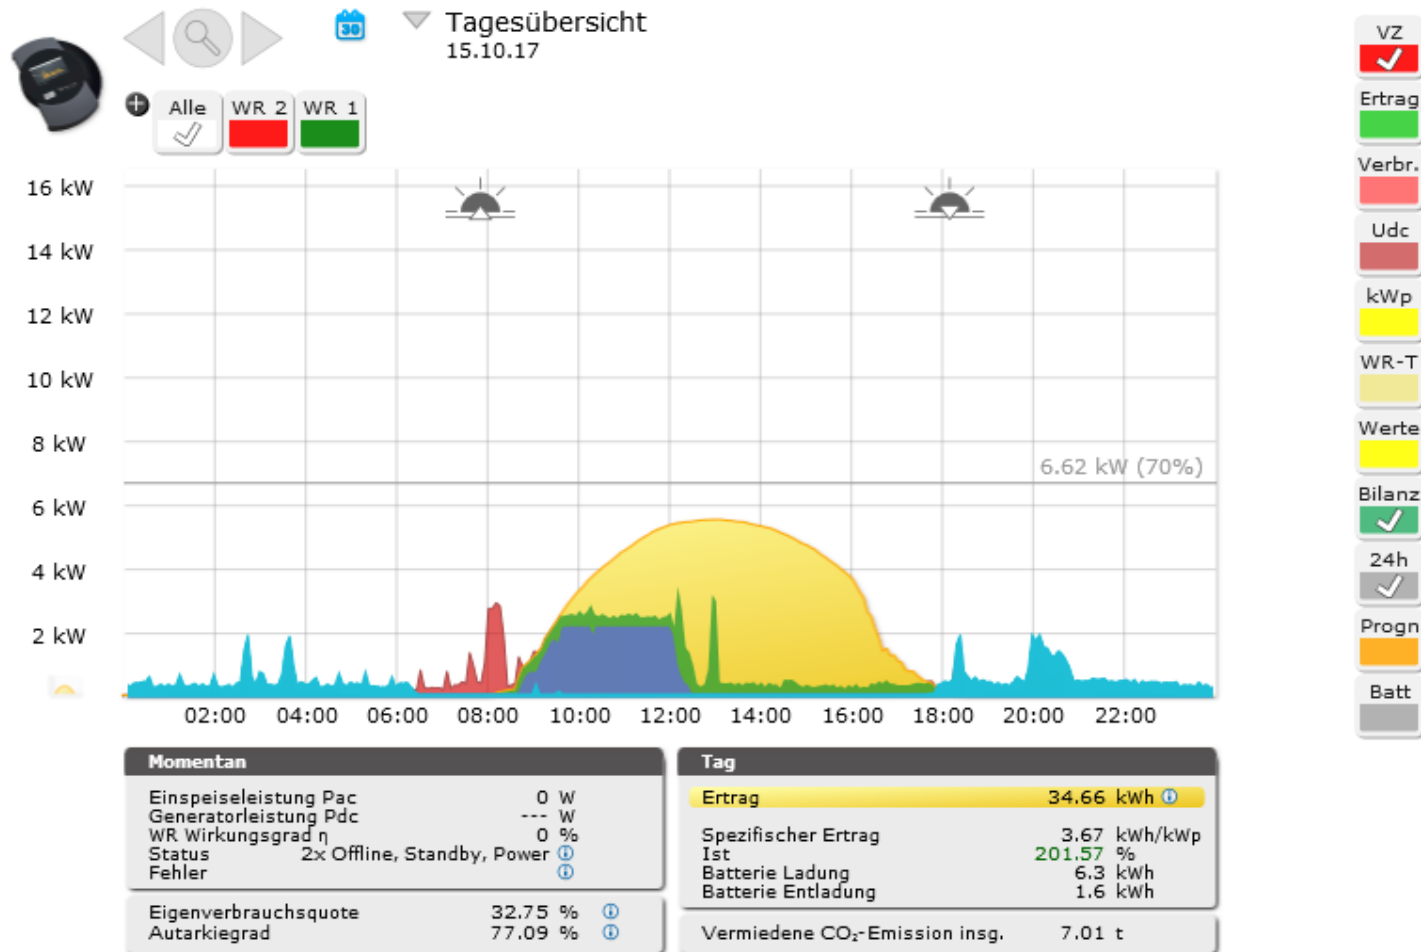 Tagesübersicht
15.10.17
30
Alle WR 2 WR 1
VZ
Ertrag
Verbr.
Udc
kWp
WR-T
Werte
Bilanz
24h
Progn
Batt
16 kW
14 kW
12 kW
10 kW
8 kW
6.62 kW (70%)
6 kW
4 kW
2 kW
02:00 04:00 06:00 08:00 10:00 12:00 14:00 16:00 18:00 20:00 22:00
Momentan
Einspeiseleistung Pac 0 W
Generatorleistung Pdc --- W
WR Wirkungsgrad η 0 %
Status 2x Offline, Standby, Power
Fehler
Eigenverbrauchsquote 32.75 %
Autarkiegrad 77.09 %
Tag
Ertrag 34.66 kWh
Spezifischer Ertrag 3.67 kWh/kWp
Ist 201.57 %
Batterie Ladung 6.3 kWh
Batterie Entladung 1.6 kWh
Vermiedene CO₂-Emission insg. 7.01 t